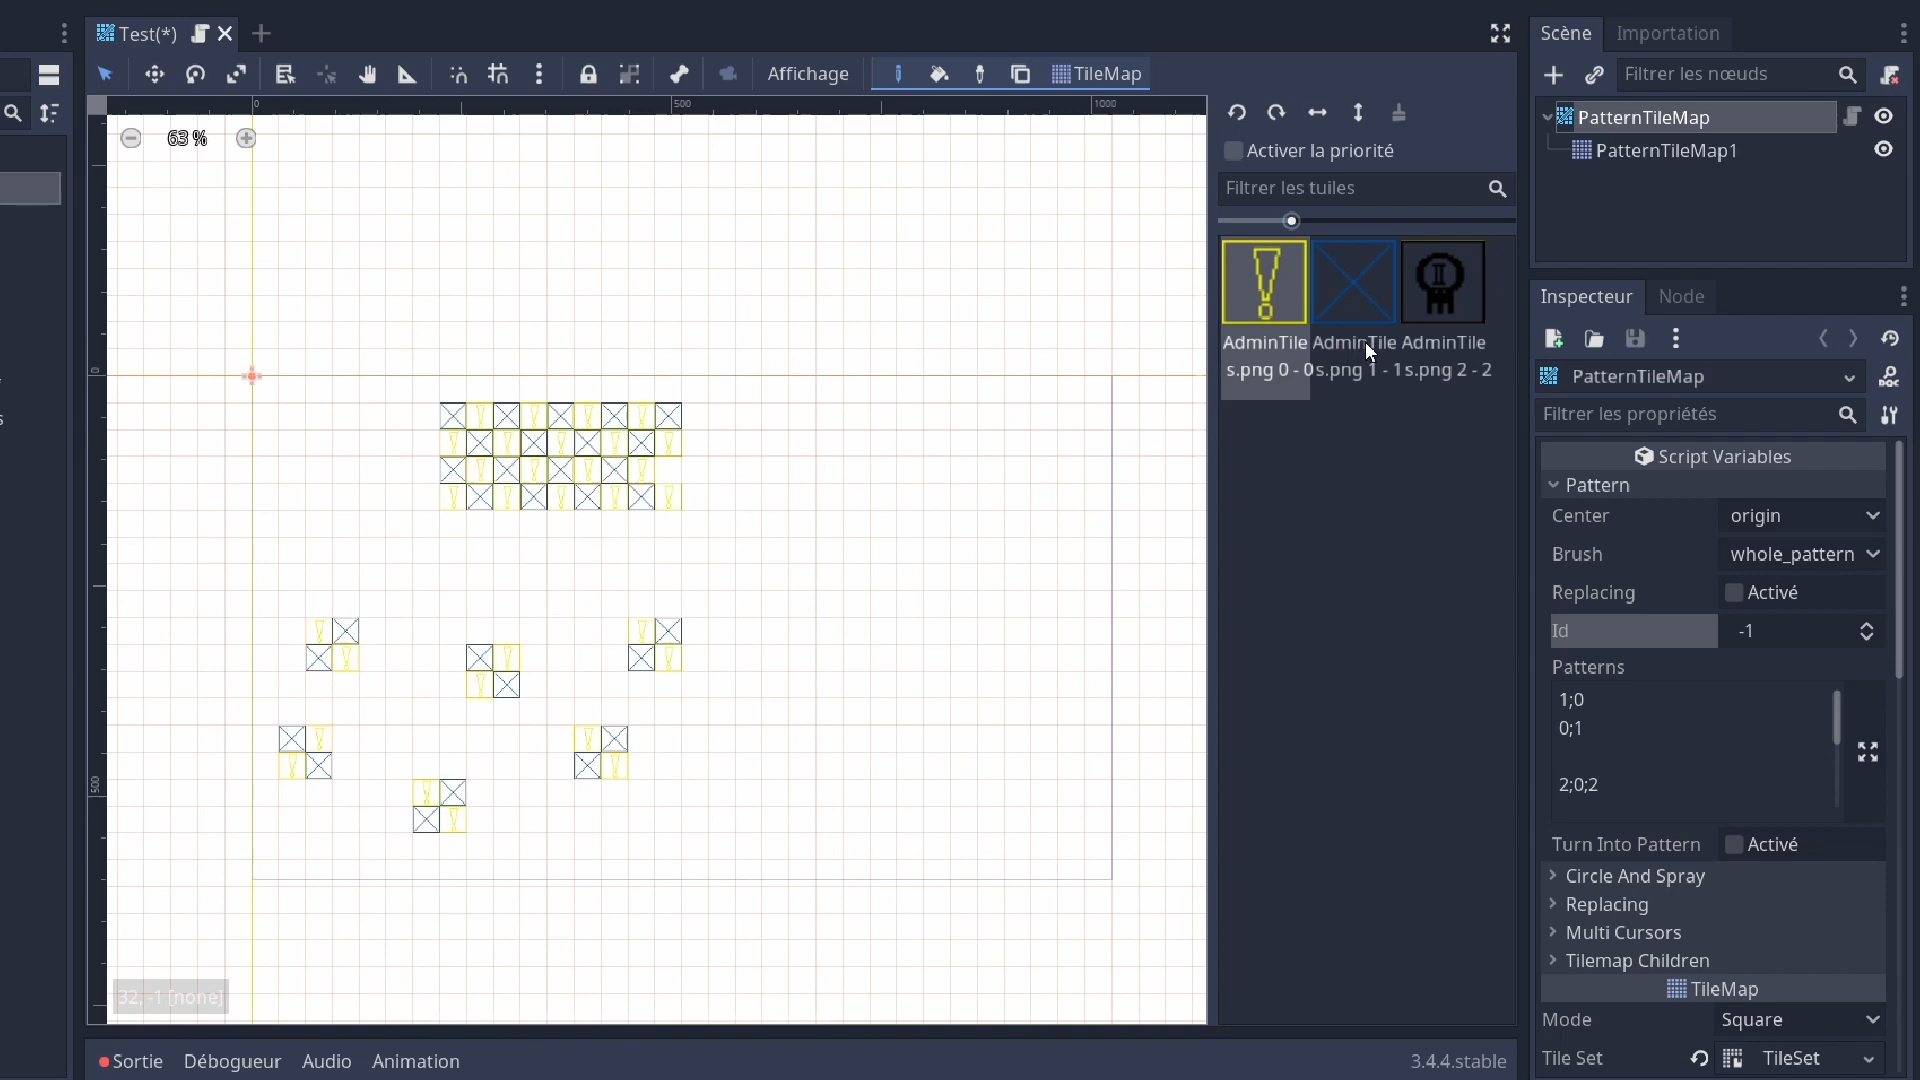 Test(*)
Affichage
TileMap
0
500
1000
63 %
0
500
32, -1 [none]
Activer la priorité
Filtrer les tuiles
AdminTile
s.png 0 - 0
AdminTile
s.png 1 - 1
AdminTile
s.png 2 - 2
Sortie
Débogueur
Audio
Animation
3.4.4.stable
Scène
Importation
Filtrer les nœuds
PatternTileMap
PatternTileMap1
Inspecteur
Node
PatternTileMap
Filtrer les propriétés
Script Variables
Pattern
Center
origin
Brush
whole_pattern
Replacing
Activé
Id
-1
Patterns
1;0
0;1
2;0;2
Turn Into Pattern
Activé
Circle And Spray
Replacing
Multi Cursors
Tilemap Children
TileMap
Mode
Square
Tile Set
TileSet